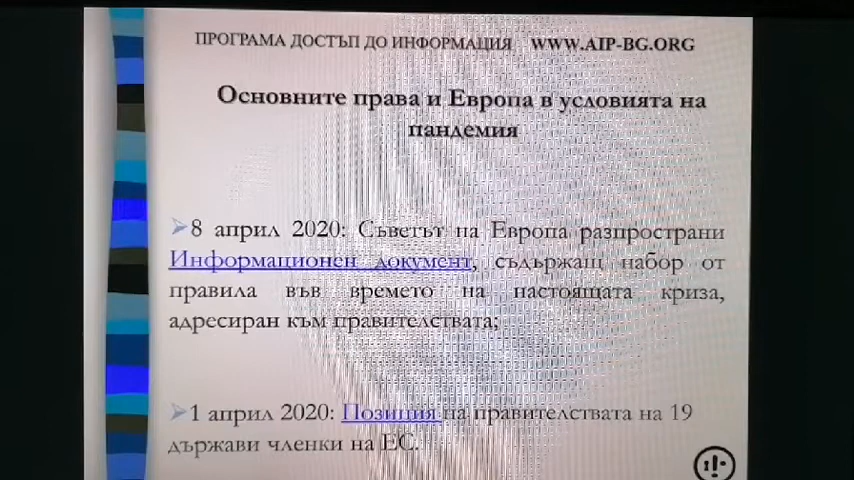 ПРОГРАМА ДОСТЪП ДО ИНФОРМАЦИЯ WWW.AIP-BG.ORG
Основните права и Европа в условията на
пандемия
8 април 2020: Съветът на Европа разпространи
Информационен документ, съдържащ набор от
правила във времето на настоящата криза,
адресиран към правителствата;
1 април 2020: Позиция на правителствата на 19
държави членки на ЕС.